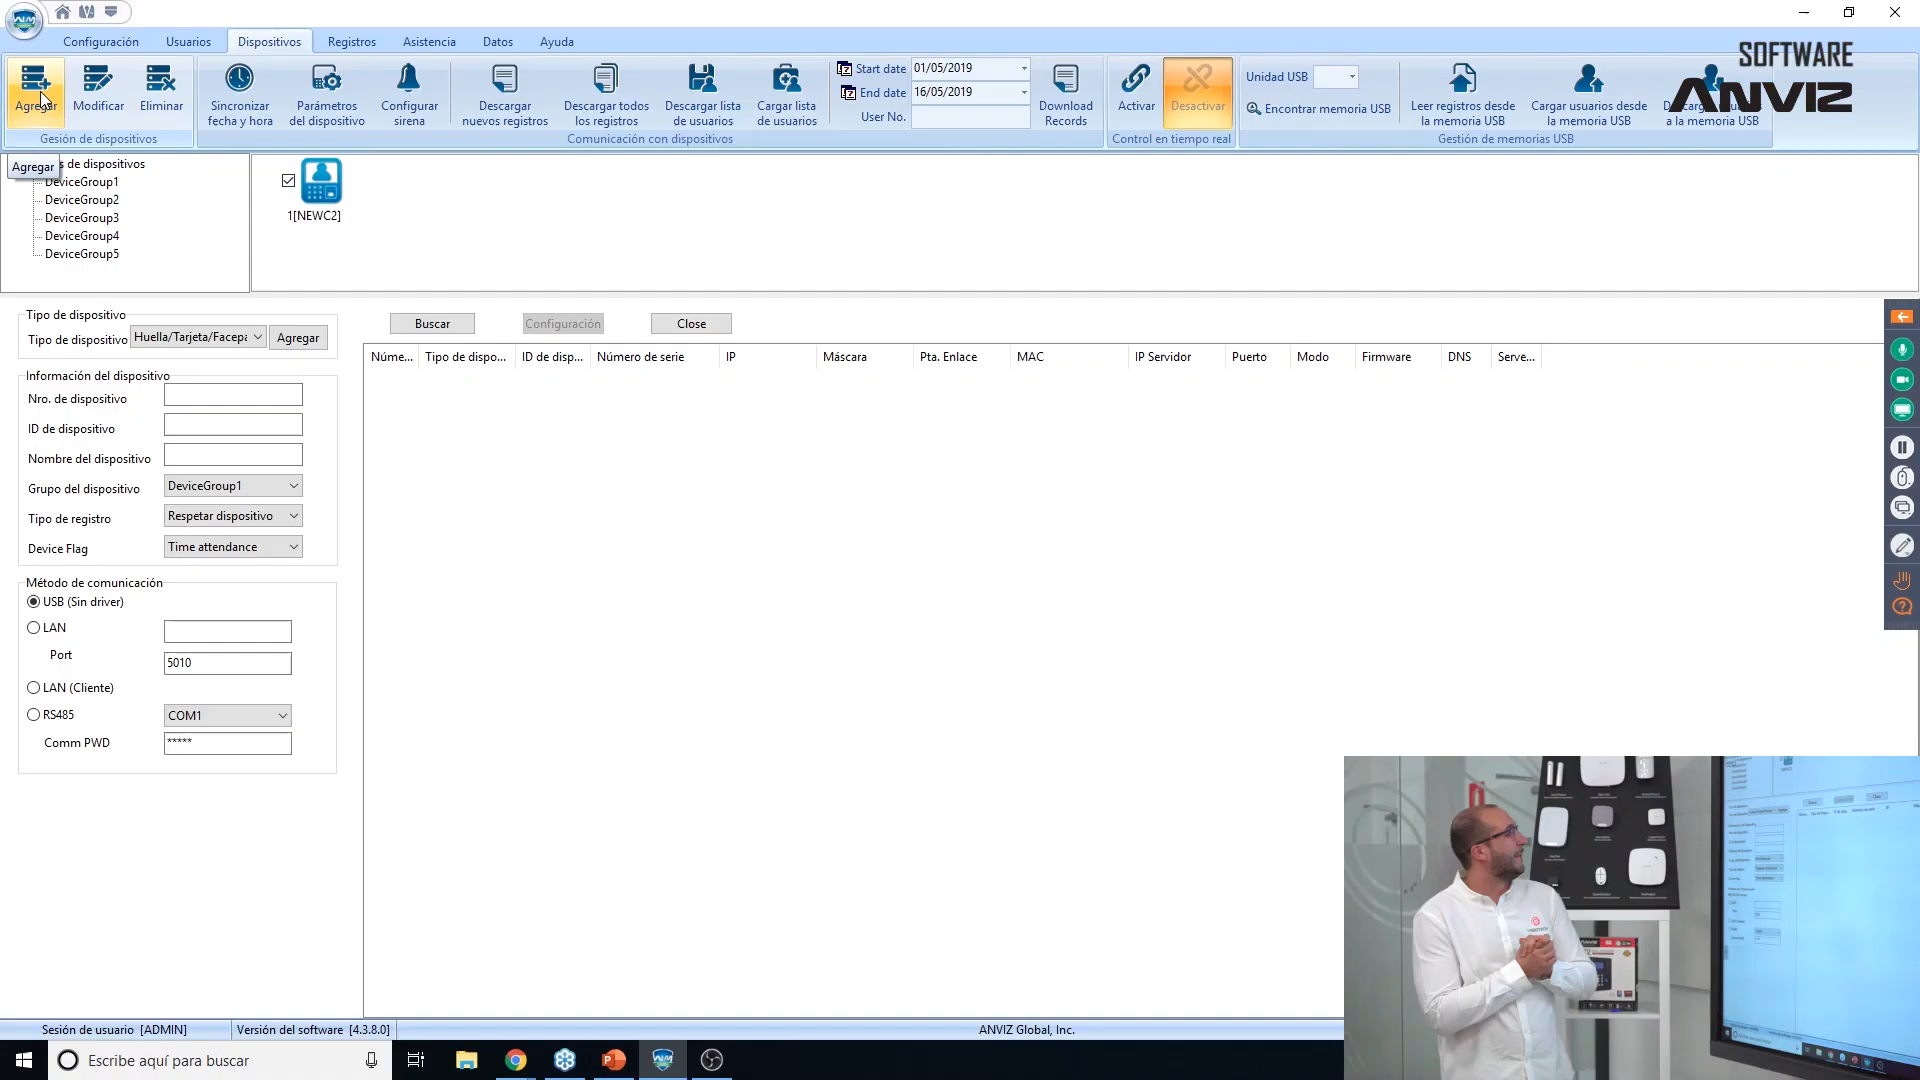 Configuración Usuarios Dispositivos Registros Asistencia Datos Ayuda
SOFTWARE
ANVIZ
Agregar
Modificar
Eliminar
Gesión de dispositivos
Sincronizar
fecha y hora
Parámetros
del dispositivo
Configurar
sirena
Descargar
nuevos registros
Descargar todos
los registros
Descargar lista
de usuarios
Cargar lista
de usuarios
Start date 01/05/2019
End date 16/05/2019
User No.
Download
Records
Comunicación con dispositivos
Activar
Desactivar
Control en tiempo real
Unidad USB
Encontrar memoria USB
Leer registros desde
la memoria USB
Cargar usuarios desde
la memoria USB
a la memoria USB
Gestión de memorias USB
Agregar
s de dispositivos
DeviceGroup1
DeviceGroup2
DeviceGroup3
DeviceGroup4
DeviceGroup5
1[NEWC2]
Tipo de dispositivo
Tipo de dispositivo Huella/Tarjeta/Facepa Agregar
Información del dispositivo
Nro. de dispositivo
ID de dispositivo
Nombre del dispositivo
Grupo del dispositivo DeviceGroup1
Tipo de registro Respetar dispositivo
Device Flag Time attendance
Método de comunicación
USB (Sin driver)
LAN
Port 5010
LAN (Cliente)
RS485 COM1
Comm PWD *****
Buscar Configuración Close
Núme... Tipo de dispo... ID de disp... Número de serie IP Máscara Pta. Enlace MAC IP Servidor Puerto Modo Firmware DNS Serve...
Sesión de usuario [ADMIN] Versión del software [4.3.8.0] ANVIZ Global, Inc.
Escribe aquí para buscar